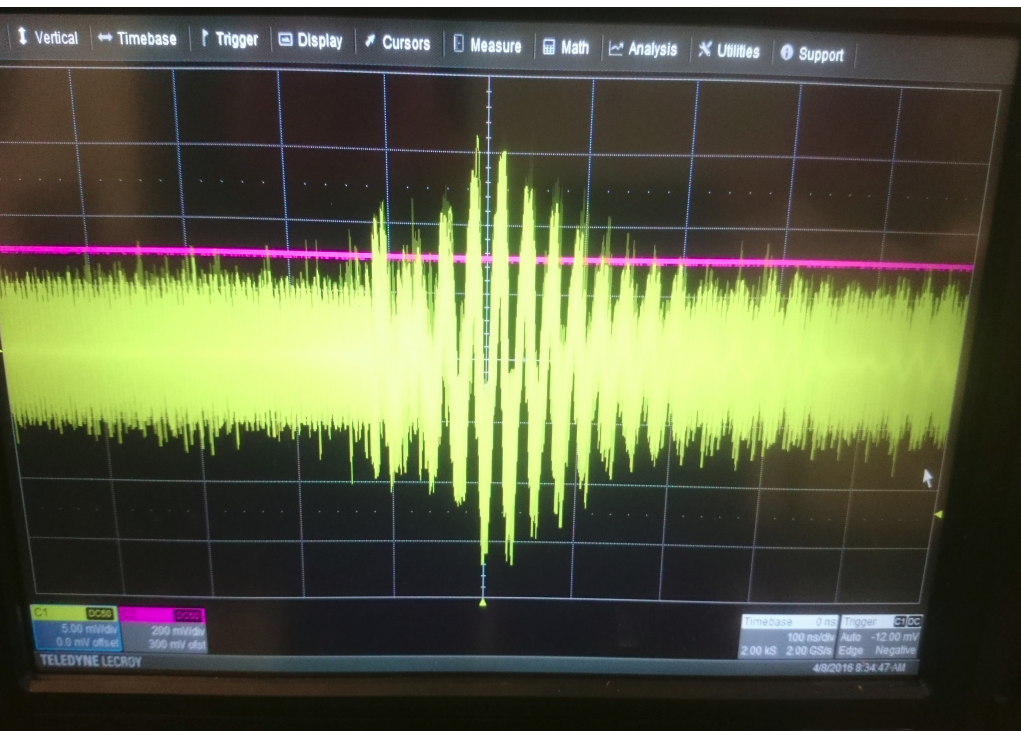 Vertical Timebase Trigger Display Cursors Measure Math Analysis Utilities Support
C1 DC50
5.00 mV/div
0.0 mV offset
DC50
200 mV/div
300 mV ofst
Timebase 0 ns
100 ns/div
2.00 kS 2.00 GS/s
Trigger C1 DC
Auto -12.00 mV
Edge Negative
TELEDYNE LECROY
4/8/2016 8:34:47 AM